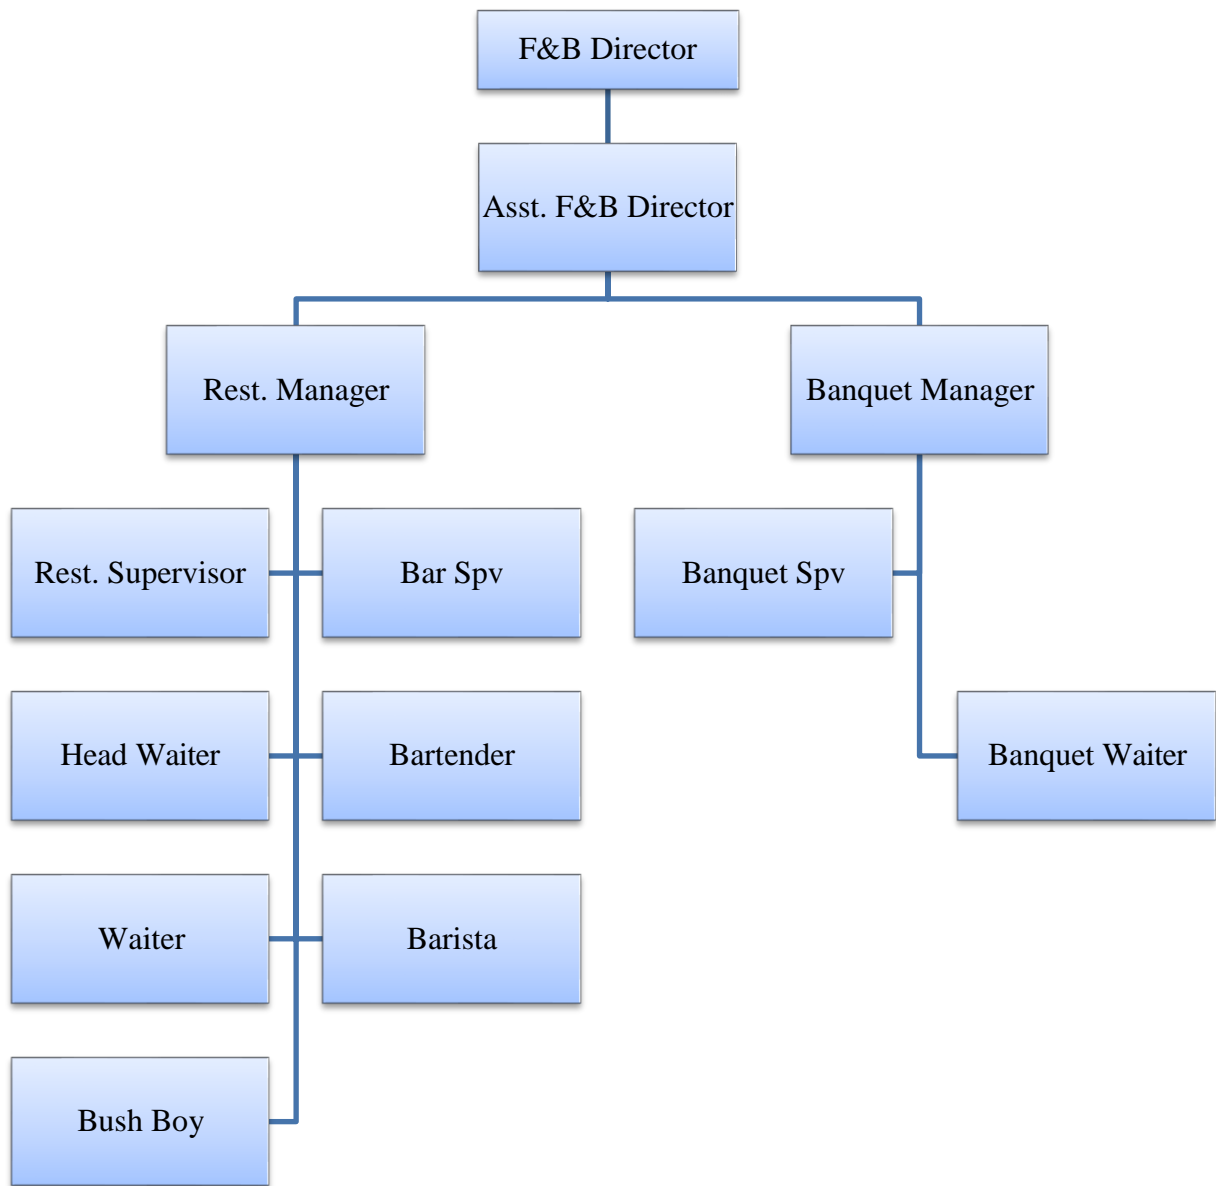 F&B Director
Asst. F&B Director
Rest. Manager
Banquet Manager
Rest. Supervisor
Bar Spv
Banquet Spv
Head Waiter
Bartender
Banquet Waiter
Waiter
Barista
Bush Boy